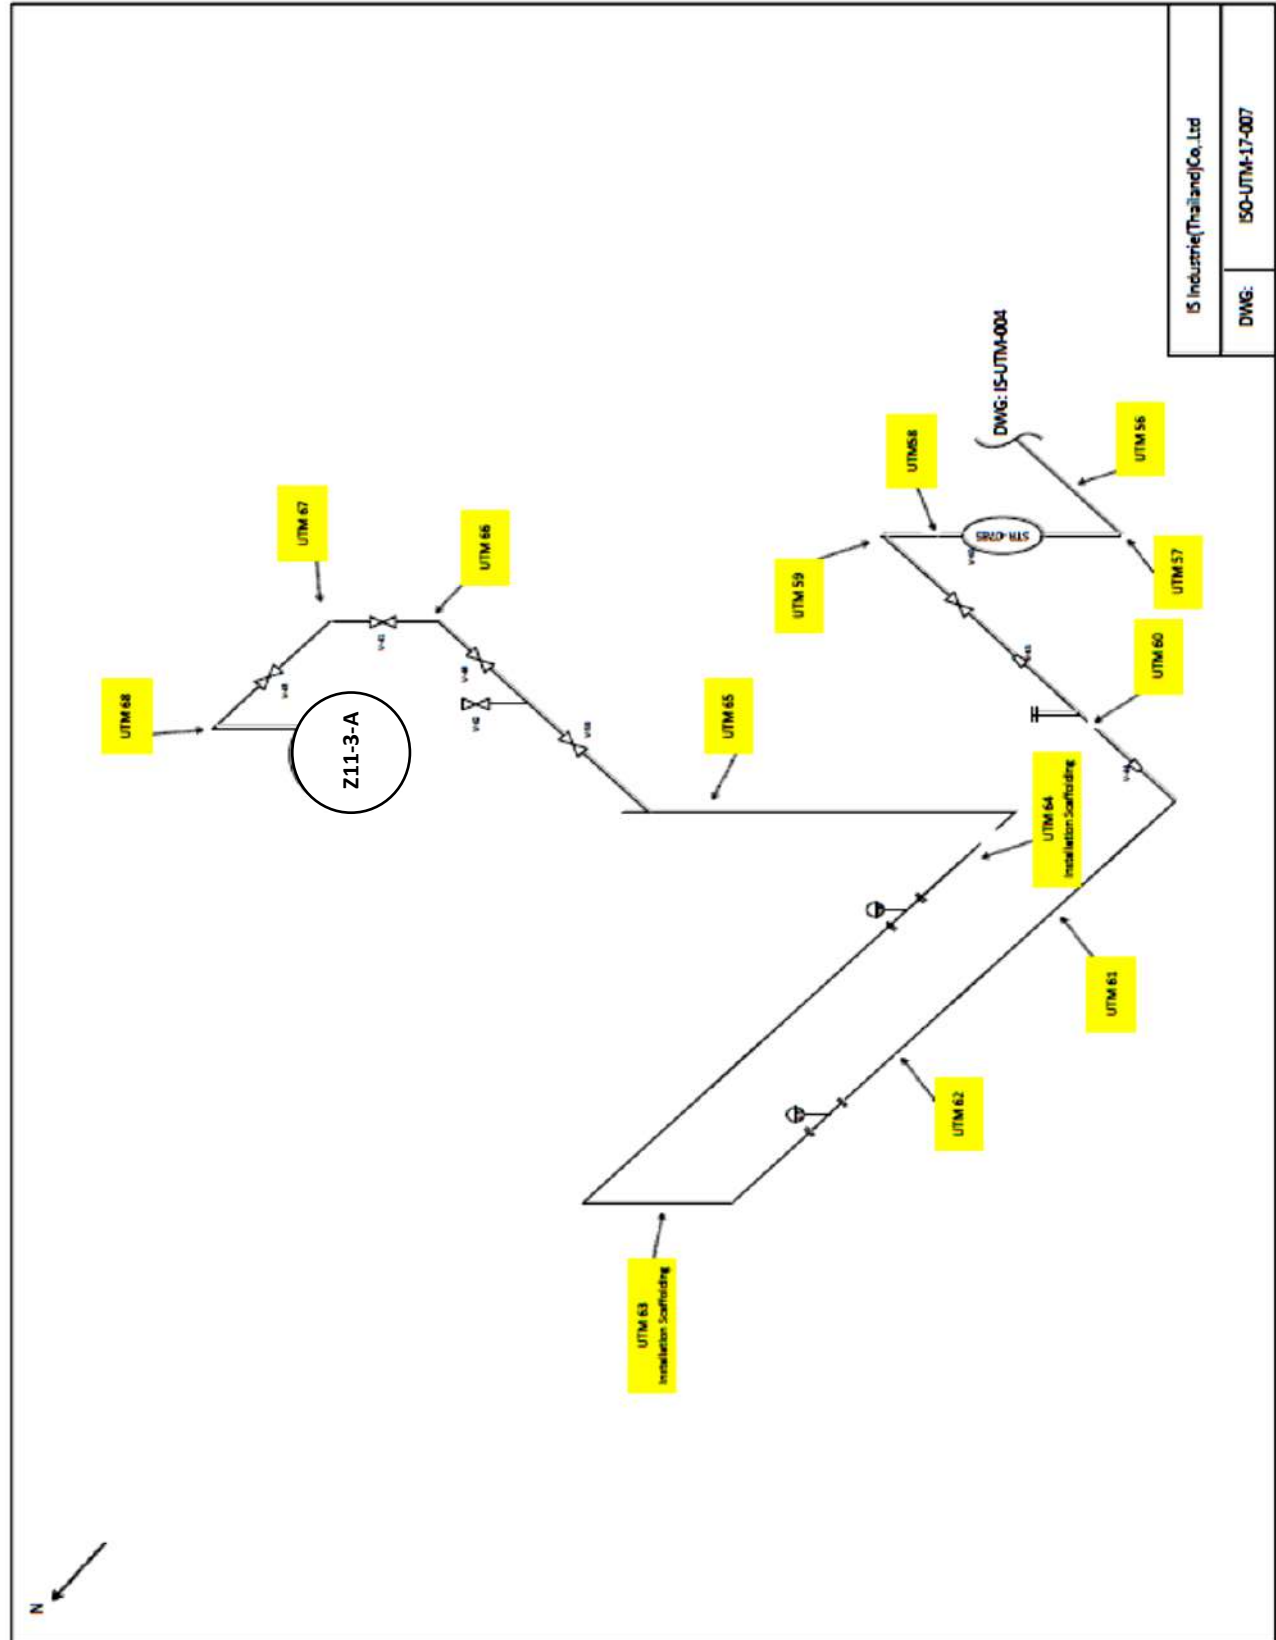 N
UTM 68
UTM 67
UTM 66
Z11-3-A
UTM 65
UTM 59
UTM58
DWG: IS-UTM-004
STR-0785
UTM 56
UTM 57
UTM 60
UTM 64
Installation Scaffolding
UTM 61
UTM 62
UTM 63
Installation Scaffolding
IS Industrie(Thailand)Co,.Ltd
DWG:
ISO-UTM-17-007